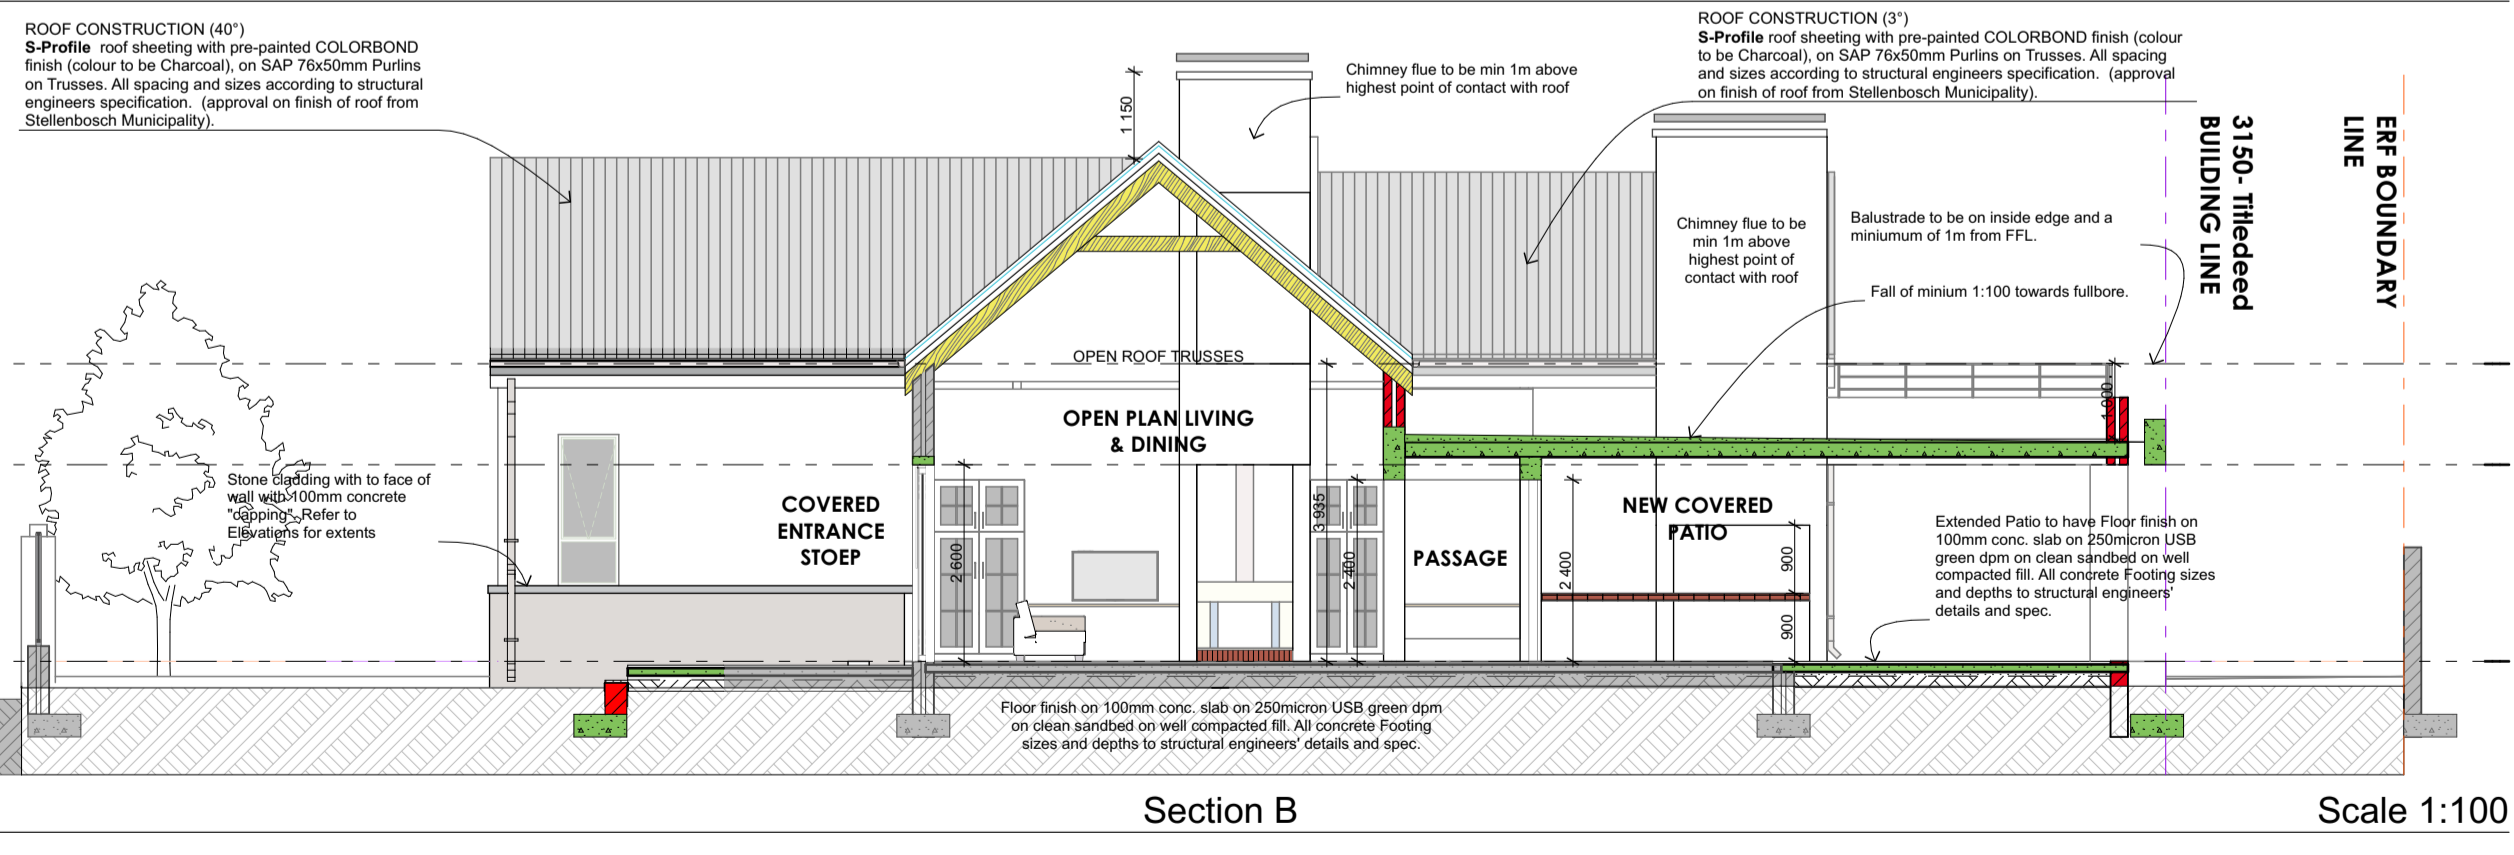 ROOF CONSTRUCTION (40°)
S-Profile roof sheeting with pre-painted COLORBOND
finish (colour to be Charcoal), on SAP 76x50mm Purlins
on Trusses. All spacing and sizes according to structural
engineers specification. (approval on finish of roof from
Stellenbosch Municipality).
1 150
Chimney flue to be min 1m above
highest point of contact with roof
ROOF CONSTRUCTION (3°)
S-Profile roof sheeting with pre-painted COLORBOND finish (colour
to be Charcoal), on SAP 76x50mm Purlins on Trusses. All spacing
and sizes according to structural engineers specification. (approval
on finish of roof from Stellenbosch Municipality).
3150- Titledeed
BUILDING LINE
ERF BOUNDARY
LINE
Chimney flue to be
min 1m above
highest point of
contact with roof
Balustrade to be on inside edge and a
miniumum of 1m from FFL.
Fall of minium 1:100 towards fullbore.
OPEN ROOF TRUSSES
OPEN PLAN LIVING
& DINING
1 000
Stone cladding with to face of
wall with 100mm concrete
"capping". Refer to
Elevations for extents
COVERED
ENTRANCE
STOEP
2 600
3 935
2 400
PASSAGE
2 400
NEW COVERED
PATIO
900
900
Extended Patio to have Floor finish on
100mm conc. slab on 250micron USB
green dpm on clean sandbed on well
compacted fill. All concrete Footing sizes
and depths to structural engineers'
details and spec.
Floor finish on 100mm conc. slab on 250micron USB green dpm
on clean sandbed on well compacted fill. All concrete Footing
sizes and depths to structural engineers' details and spec.
Section B
Scale 1:100